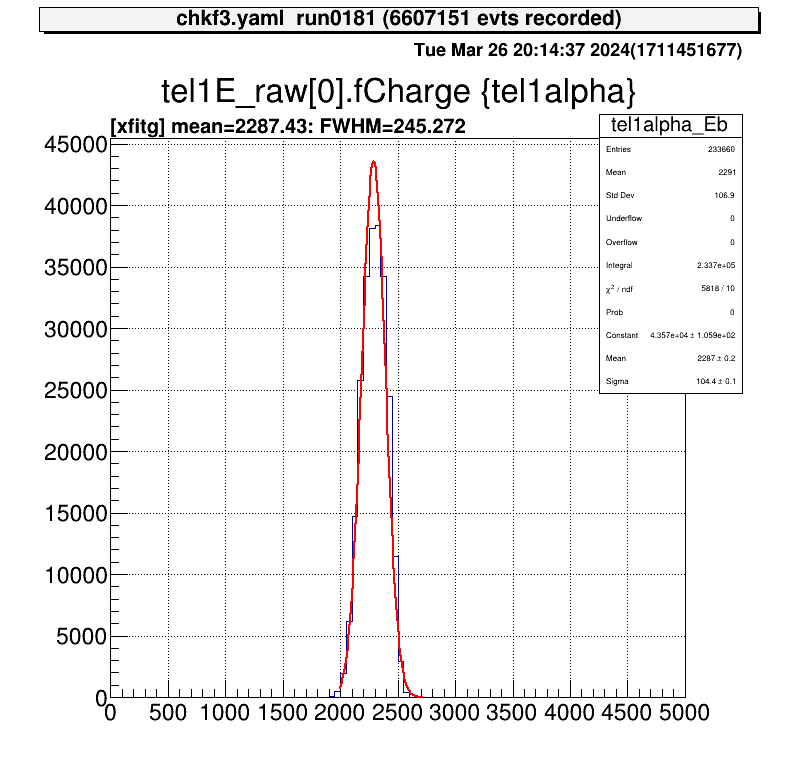 chkf3.yaml run0181 (6607151 evts recorded)
Tue Mar 26 20:14:37 2024(1711451677)
tel1E_raw[0].fCharge {tel1alpha}
[xfitg] mean=2287.43: FWHM=245.272
tel1alpha_Eb
Entries 233660
Mean 2291
Std Dev 106.9
Underflow 0
Overflow 0
Integral 2.337e+05
χ² / ndf 5818 / 10
Prob 0
Constant 4.357e+04 ± 1.059e+02
Mean 2287 ± 0.2
Sigma 104.4 ± 0.1
45000
40000
35000
30000
25000
20000
15000
10000
5000
0
0 500 1000 1500 2000 2500 3000 3500 4000 4500 5000